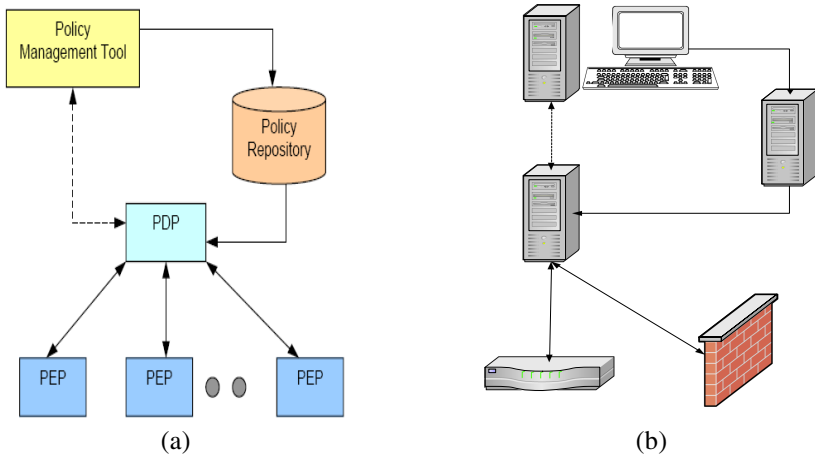 Policy
Management Tool
Policy
Repository
PDP
PEP
PEP
PEP
(a)
(b)